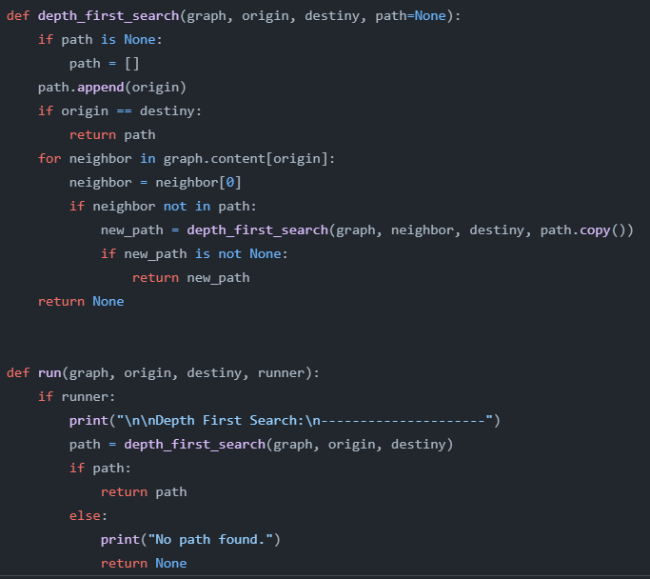 def depth_first_search(graph, origin, destiny, path=None):
    if path is None:
        path = []
    path.append(origin)
    if origin == destiny:
        return path
    for neighbor in graph.content[origin]:
        neighbor = neighbor[0]
        if neighbor not in path:
            new_path = depth_first_search(graph, neighbor, destiny, path.copy())
            if new_path is not None:
                return new_path
    return None

def run(graph, origin, destiny, runner):
    if runner:
        print("\n\nDepth First Search:\n---------------------")
        path = depth_first_search(graph, origin, destiny)
        if path:
            return path
        else:
            print("No path found.")
            return None